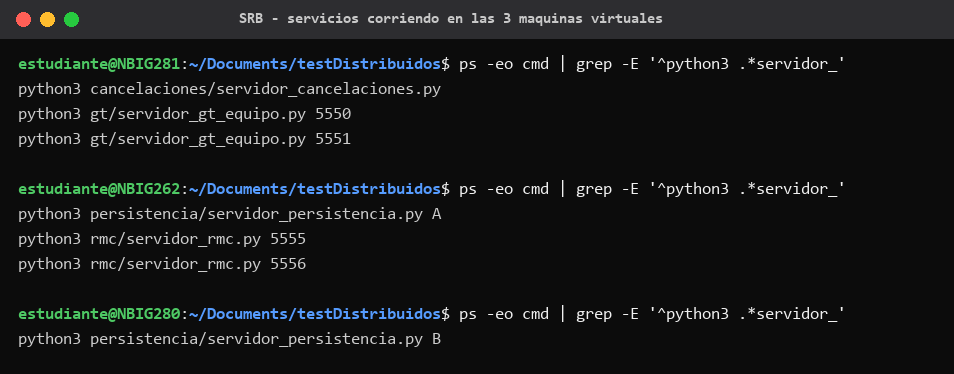 SRB - servicios corriendo en las 3 maquinas virtuales
estudiante@NBIG281:~/Documents/testDistribuidos$ ps -eo cmd | grep -E '^python3 .*servidor_'
python3 cancelaciones/servidor_cancelaciones.py
python3 gt/servidor_gt_equipo.py 5550
python3 gt/servidor_gt_equipo.py 5551
estudiante@NBIG262:~/Documents/testDistribuidos$ ps -eo cmd | grep -E '^python3 .*servidor_'
python3 persistencia/servidor_persistencia.py A
python3 rmc/servidor_rmc.py 5555
python3 rmc/servidor_rmc.py 5556
estudiante@NBIG280:~/Documents/testDistribuidos$ ps -eo cmd | grep -E '^python3 .*servidor_'
python3 persistencia/servidor_persistencia.py B